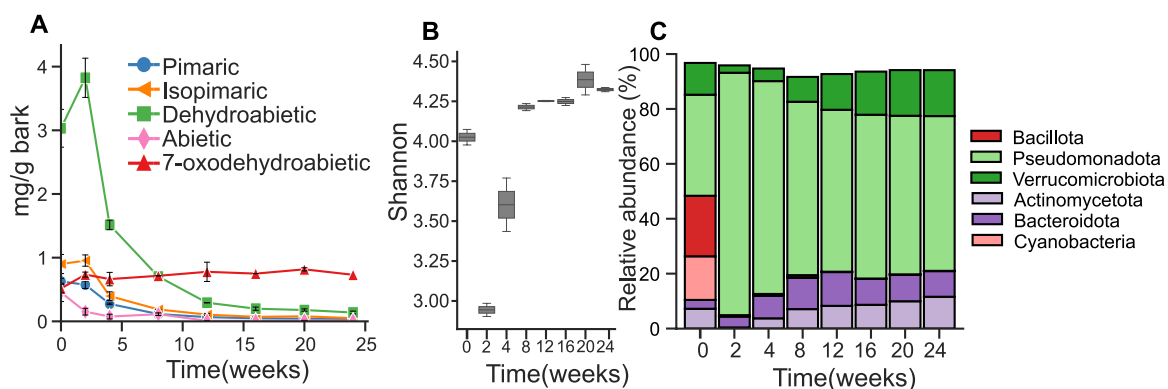 A
mg/g bark
4
3
2
1
0
Pimaric
Isopimaric
Dehydroabietic
Abietic
7-oxodehydroabietic
0 5 10 15 20 25
Time(weeks)
B
Shannon
4.50
4.25
4.00
3.75
3.50
3.25
3.00
0 2 4 8 12 16 20 24
Time(weeks)
C
Relative abundance (%)
100
80
60
40
20
0
0 2 4 8 12 16 20 24
Time(weeks)
Bacillota
Pseudomonadota
Verrucomicrobiota
Actinomycetota
Bacteroidota
Cyanobacteria